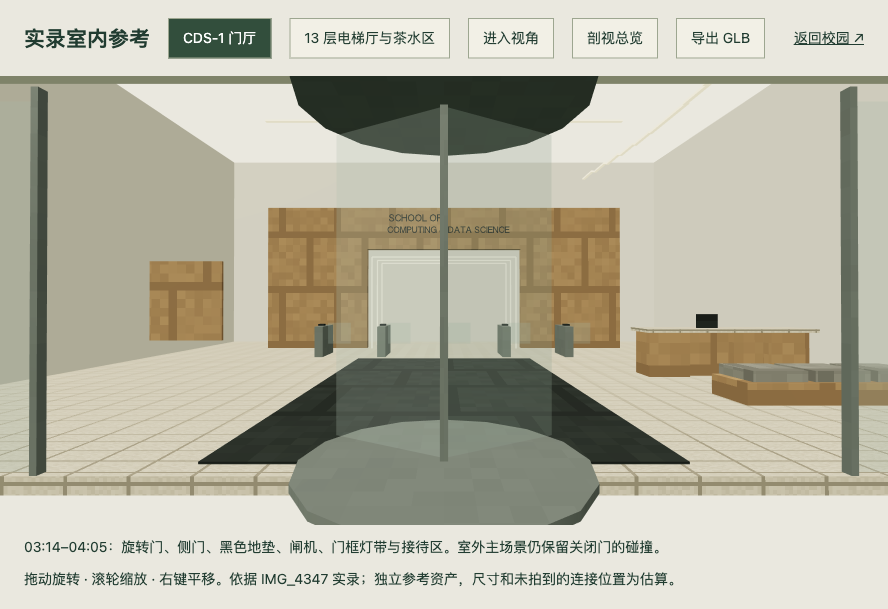 实录室内参考 CDS-1 门厅 13 层电梯厅与茶水区 进入视角 剖视总览 导出 GLB 返回校园 ↗
SCHOOL OF
COMPUTING DATA SCIENCE
03:14–04:05：旋转门、侧门、黑色地垫、闸机、门框灯带与接待区。室外主场景仍保留关闭门的碰撞。
拖动旋转 · 滚轮缩放 · 右键平移。依据 IMG_4347 实录；独立参考资产，尺寸和未拍到的连接位置为估算。